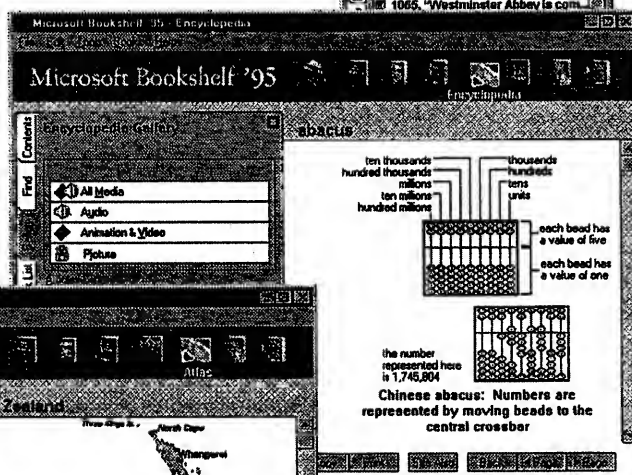 1065, "Westminster Abbey is com
Microsoft Bookshelf '95 - Encyclopedia
Microsoft Bookshelf '95
Encyclopedia
Contents
Find
List
Encyclopedia Gallery
All Media
Audio
Animation & Video
Picture
abacus
ten thousands
hundred thousands
millions
ten millions
hundred millions
thousands
hundreds
tens
units
each bead has
a value of five
each bead has
a value of one
the number
represented here
is 1,745,804
Chinese abacus: Numbers are
represented by moving beads to the
central crossbar
Atlas
Zealand
North Cape
Whangarei